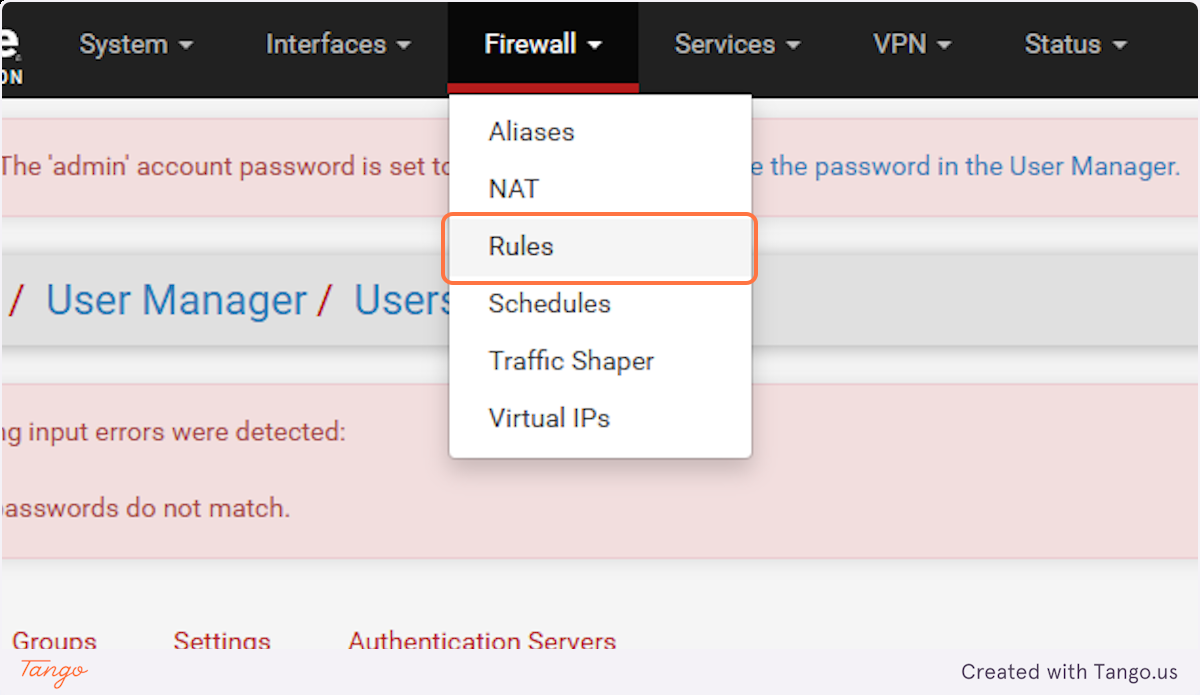 System Interfaces Firewall Services VPN Status
ON
Aliases
The 'admin' account password is set to
e the password in the User Manager.
NAT
Rules
/ User Manager / Users
Schedules
Traffic Shaper
Virtual IPs
ng input errors were detected:
passwords do not match.
Groups Settings Authentication Servers
Tango
Created with Tango.us